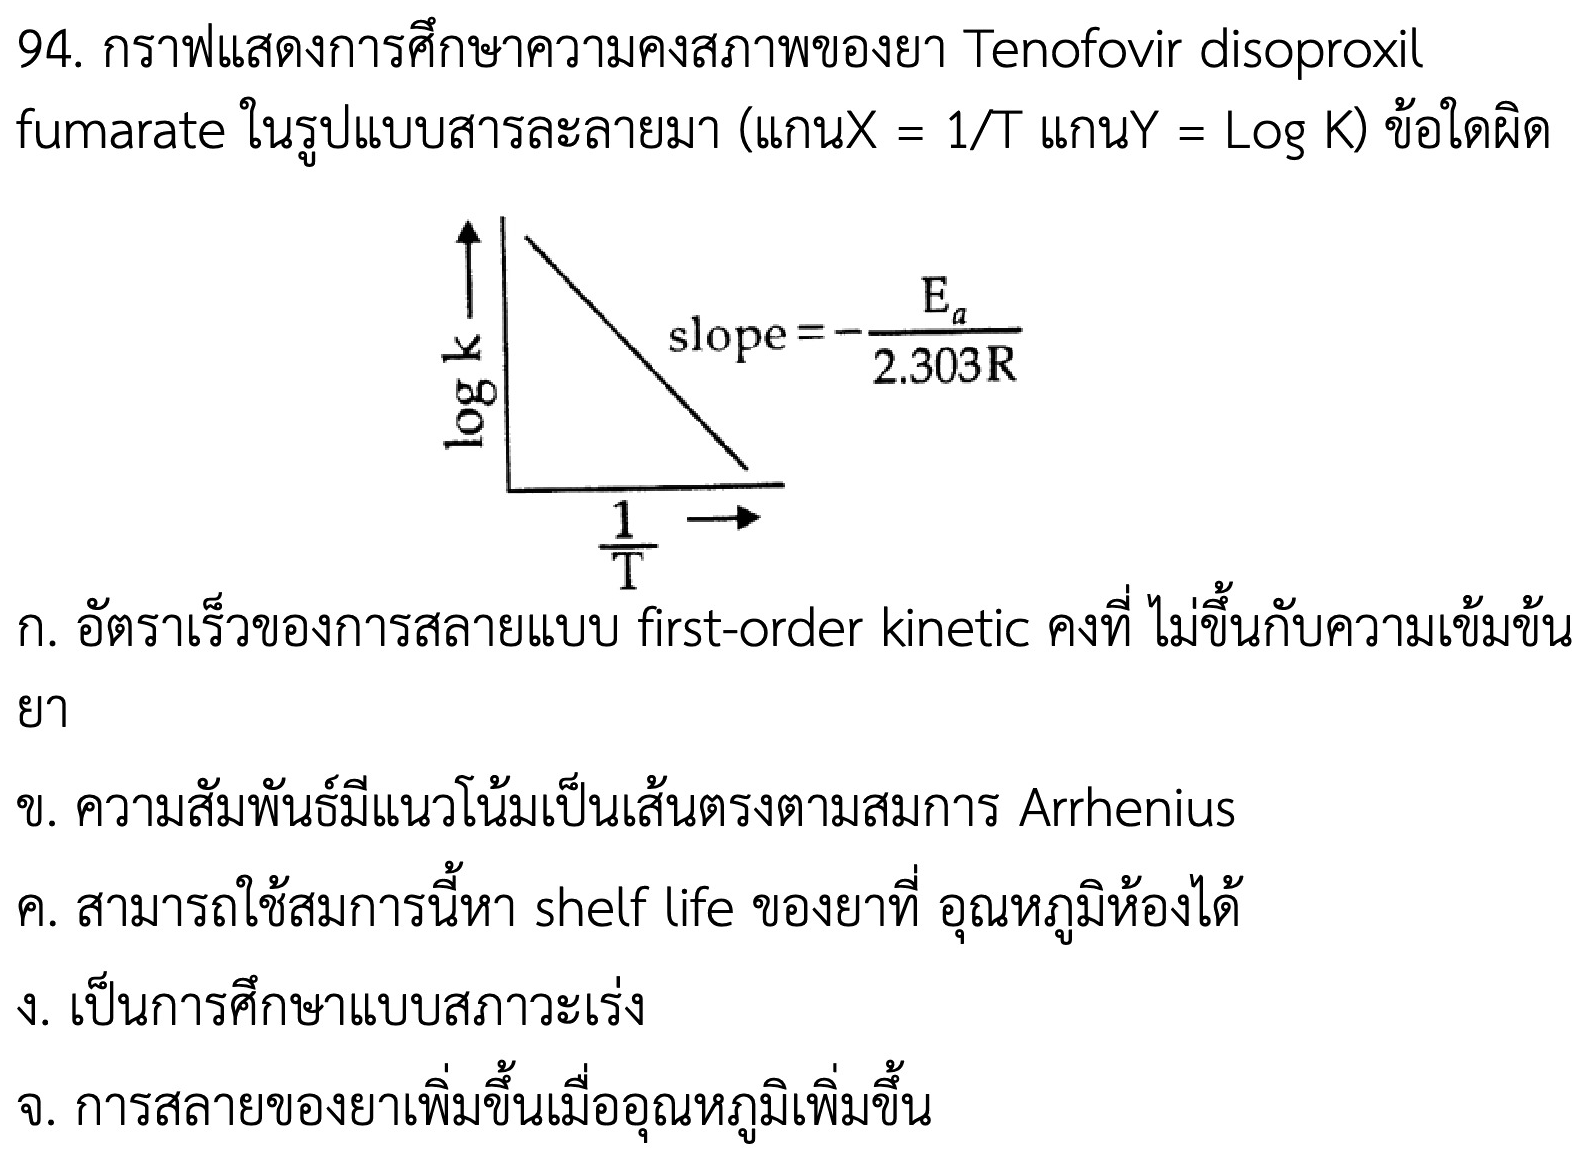 94. กราฟแสดงการศึกษาความคงสภาพของยา Tenofovir disoproxil
fumarate ในรูปแบบสารละลายมา (แกนX = 1/T แกนY = Log K) ข้อใดผิด
log k
slope = - E_a / 2.303R
1/T
ก. อัตราเร็วของการสลายแบบ first-order kinetic คงที่ ไม่ขึ้นกับความเข้มข้น
ยา
ข. ความสัมพันธ์มีแนวโน้มเป็นเส้นตรงตามสมการ Arrhenius
ค. สามารถใช้สมการนี้หา shelf life ของยาที่ อุณหภูมิห้องได้
ง. เป็นการศึกษาแบบสภาวะเร่ง
จ. การสลายของยาเพิ่มขึ้นเมื่ออุณหภูมิเพิ่มขึ้น